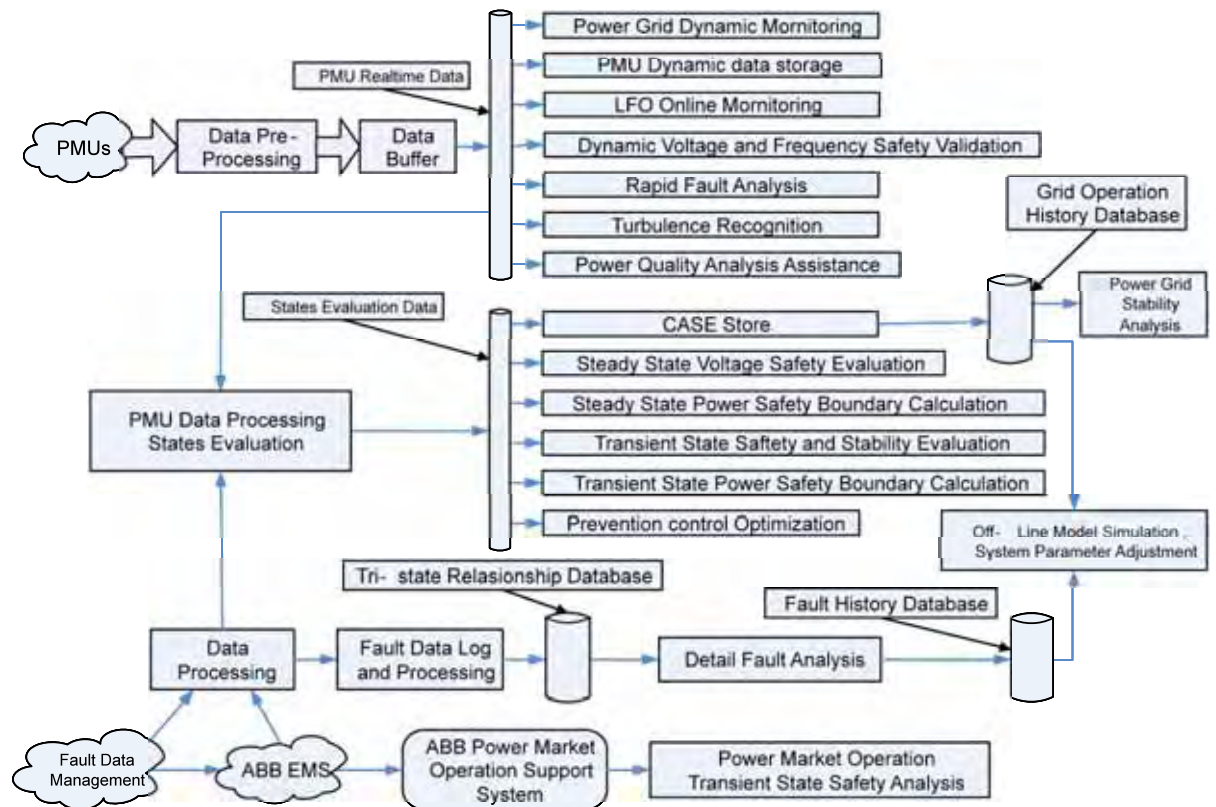 Power Grid Dynamic Mornitoring
PMU Realtime Data
PMU Dynamic data storage
LFO Online Mornitoring
PMUs
Data Pre-
Processing
Data
Buffer
Dynamic Voltage and Frequency Safety Validation
Rapid Fault Analysis
Turbulence Recognition
Power Quality Analysis Assistance
Grid Operation
History Database
States Evaluation Data
CASE Store
Power Grid
Stability
Analysis
Steady State Voltage Safety Evaluation
PMU Data Processing
States Evaluation
Steady State Power Safety Boundary Calculation
Transient State Saftety and Stability Evaluation
Transient State Power Safety Boundary Calculation
Prevention control Optimization
Off- Line Model Simulation ,
System Parameter Adjustment
Tri- state Relasionship Database
Fault History Database
Data
Processing
Fault Data Log
and Processing
Detail Fault Analysis
Fault Data
Management
ABB EMS
ABB Power Market
Operation Support
System
Power Market Operation
Transient State Safety Analysis